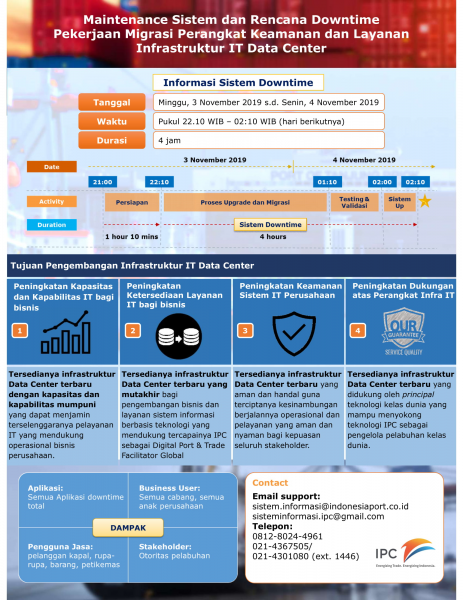 Maintenance Sistem dan Rencana Downtime
Pekerjaan Migrasi Perangkat Keamanan dan Layanan
Infrastruktur IT Data Center
Informasi Sistem Downtime
Tanggal
Minggu, 3 November 2019 s.d. Senin, 4 November 2019
Waktu
Pukul 22.10 WIB – 02:10 WIB (hari berikutnya)
Durasi
4 jam
Date
3 November 2019
4 November 2019
21:00
22:10
01:10
02:00
02:10
Activity
Persiapan
Proses Upgrade dan Migrasi
Testing &
Validasi
Sistem
Up
Duration
Sistem Downtime
1 hour 10 mins
4 hours
Tujuan Pengembangan Infrastruktur IT Data Center
Peningkatan Kapasitas
dan Kapabilitas IT bagi
bisnis
1
Peningkatan
Ketersediaan Layanan
IT bagi bisnis
2
Peningkatan Keamanan
Sistem IT Perusahaan
3
Peningkatan Dukungan
atas Perangkat Infra IT
4
OUR
GUARANTEE
SERVICE QUALITY
Tersedianya infrastruktur
Data Center terbaru
dengan kapasitas dan
kapabilitas mumpuni
yang dapat menjamin
terselenggaranya pelayanan
IT yang mendukung
operasional bisnis
perusahaan.
Tersedianya infrastruktur
Data Center terbaru yang
mutakhir bagi
pengembangan bisnis dan
layanan sistem informasi
berbasis teknologi yang
mendukung tercapainya IPC
sebagai Digital Port & Trade
Facilitator Global
Tersedianya infrastruktur
Data Center terbaru yang
aman dan handal guna
terciptanya kesinambungan
berjalannya operasional dan
pelayanan yang aman dan
nyaman bagi kepuasan
seluruh stakeholder.
Tersedianya infrastruktur
Data Center terbaru yang
didukung oleh principal
teknologi kelas dunia yang
mampu menyokong
teknologi IPC sebagai
pengelola pelabuhan kelas
dunia.
Aplikasi:
Semua Aplikasi downtime
total
Business User:
Semua cabang, semua
anak perusahaan
DAMPAK
Pengguna Jasa:
pelanggan kapal, rupa-
rupa, barang, petikemas
Stakeholder:
Otoritas pelabuhan
Contact
Email support:
sistem.informasi@indonesiaport.co.id
sisteminformasi.ipc@gmail.com
Telepon:
0812-8024-4961
021-4367505/
021-4301080 (ext. 1446)
IPC
Energizing Trade. Energizing Indonesia.